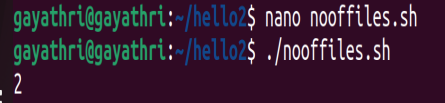 gayathri@gayathri:~/hello2$ nano nooffiles.sh
gayathri@gayathri:~/hello2$ ./nooffiles.sh
2